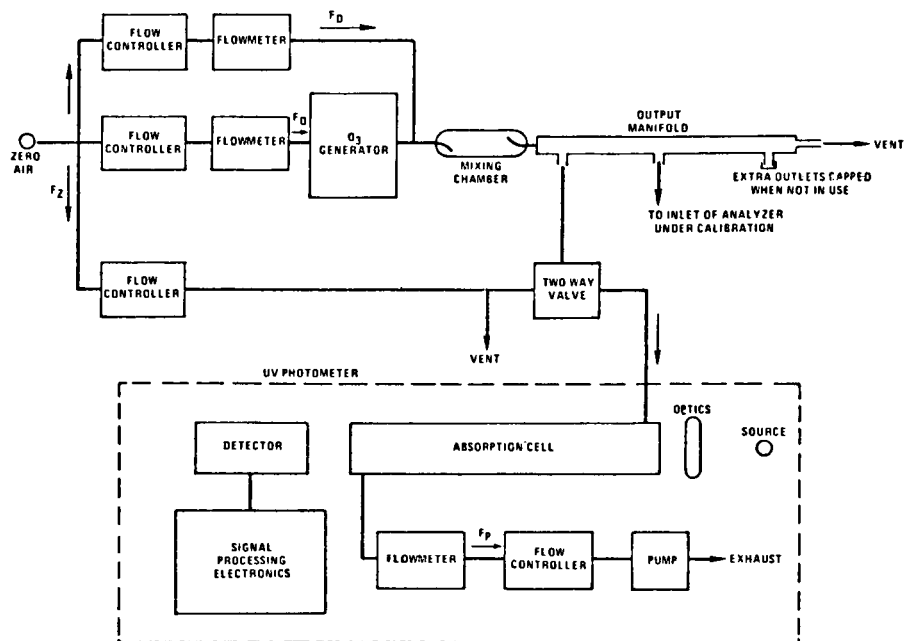 FLOW
CONTROLLER
FLOWMETER
F_D
FLOW
CONTROLLER
FLOWMETER
F_O
O_3
GENERATOR
ZERO
AIR
F_Z
MIXING
CHAMBER
OUTPUT
MANIFOLD
VENT
EXTRA OUTLETS CAPPED
WHEN NOT IN USE
TO INLET OF ANALYZER
UNDER CALIBRATION
FLOW
CONTROLLER
TWO WAY
VALVE
VENT
UV PHOTOMETER
DETECTOR
ABSORPTION CELL
OPTICS
SOURCE
SIGNAL
PROCESSING
ELECTRONICS
FLOWMETER
F_P
FLOW
CONTROLLER
PUMP
EXHAUST